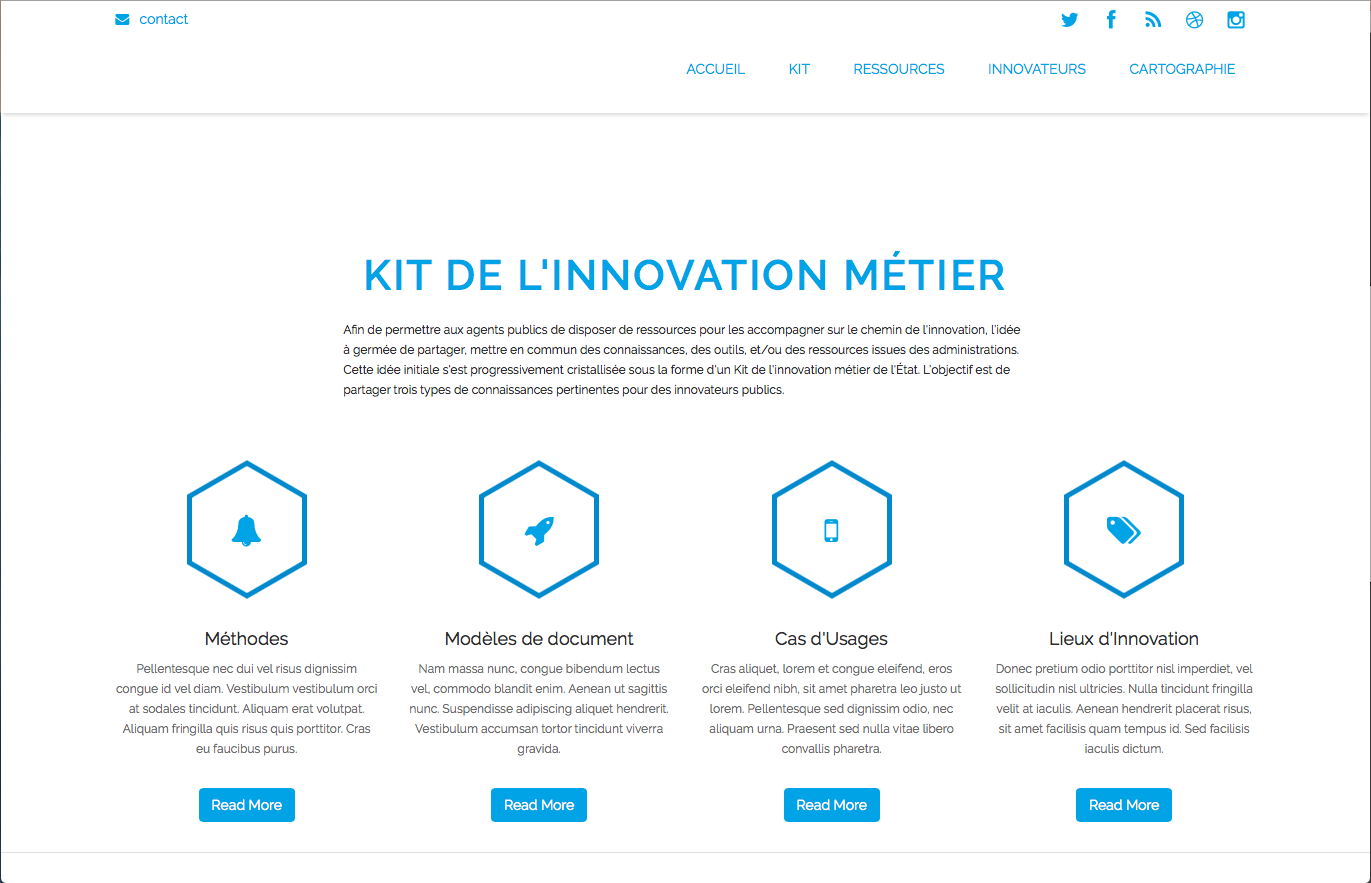 contact
ACCUEIL KIT RESSOURCES INNOVATEURS CARTOGRAPHIE
KIT DE L'INNOVATION MÉTIER
Afin de permettre aux agents publics de disposer de ressources pour les accompagner sur le chemin de l'innovation, l'idée
à germée de partager, mettre en commun des connaissances, des outils, et/ou des ressources issues des administrations.
Cette idée initiale s'est progressivement cristallisée sous la forme d'un Kit de l'innovation métier de l'État. L'objectif est de
partager trois types de connaissances pertinentes pour des innovateurs publics.
Méthodes
Pellentesque nec dui vel risus dignissim
congue id vel diam. Vestibulum vestibulum orci
at sodales tincidunt. Aliquam erat volutpat.
Aliquam fringilla quis risus quis porttitor. Cras
eu faucibus purus.
Read More
Modèles de document
Nam massa nunc, congue bibendum lectus
vel, commodo blandit enim. Aenean ut sagittis
nunc. Suspendisse adipiscing aliquet hendrerit.
Vestibulum accumsan tortor tincidunt viverra
gravida.
Read More
Cas d'Usages
Cras aliquet, lorem et congue eleifend, eros
orci eleifend nibh, sit amet pharetra leo justo ut
lorem. Pellentesque sed dignissim odio, nec
aliquam urna. Praesent sed nulla vitae libero
convallis pharetra.
Read More
Lieux d'Innovation
Donec pretium odio porttitor nisl imperdiet, vel
sollicitudin nisl ultricies. Nulla tincidunt fringilla
velit at iaculis. Aenean hendrerit placerat risus,
sit amet facilisis quam tempus id. Sed facilisis
iaculis dictum.
Read More